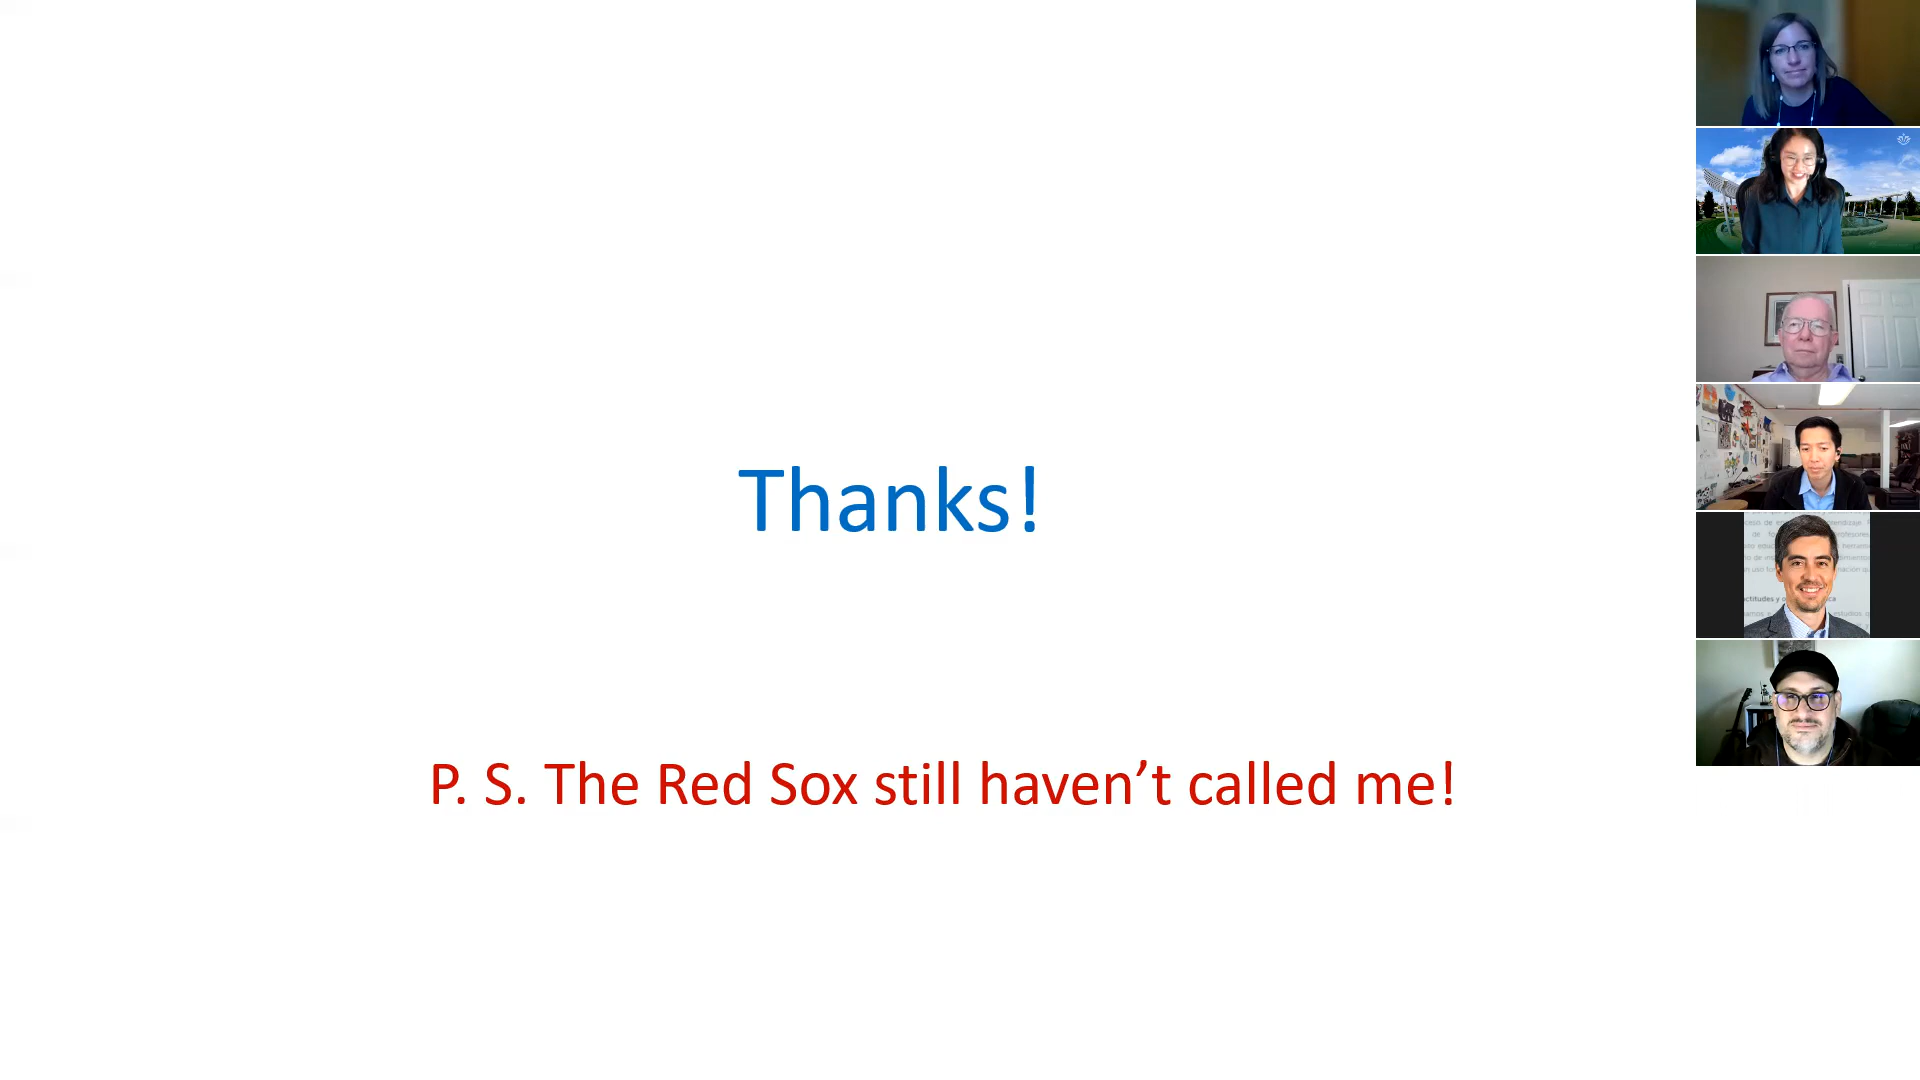 Thanks!
P. S. The Red Sox still haven’t called me!